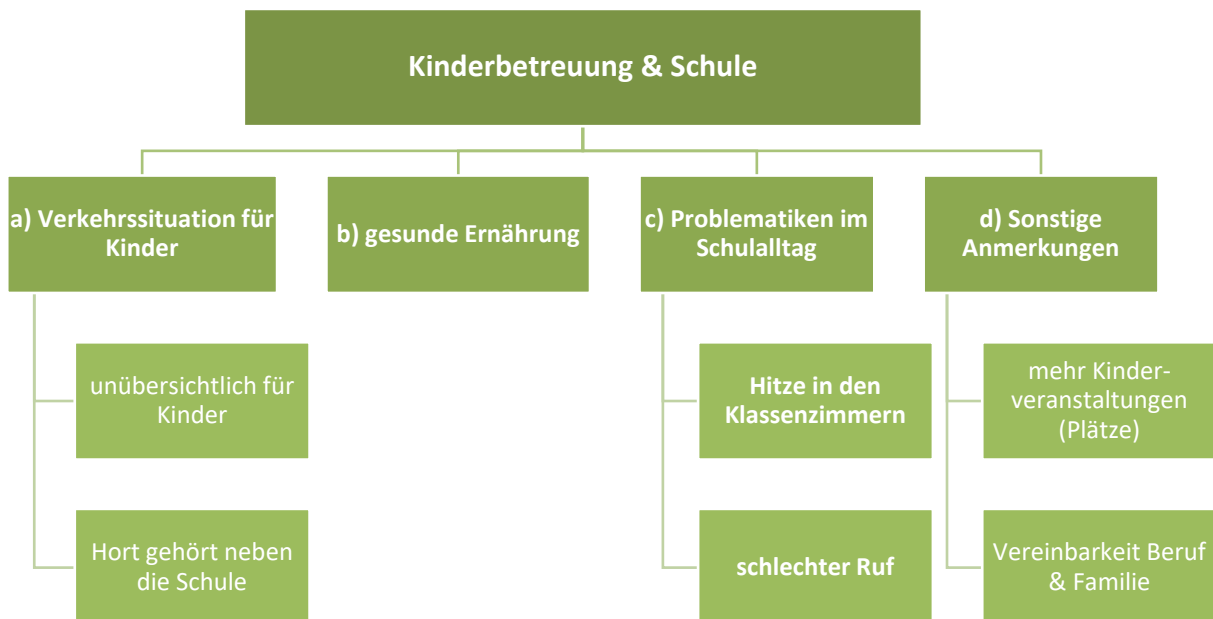 Kinderbetreuung & Schule
a) Verkehrssituation für
Kinder
b) gesunde Ernährung
c) Problematiken im
Schulalltag
d) Sonstige
Anmerkungen
unübersichtlich für
Kinder
Hort gehört neben
die Schule
Hitze in den
Klassenzimmern
schlechter Ruf
mehr Kinder-
veranstaltungen
(Plätze)
Vereinbarkeit Beruf
& Familie